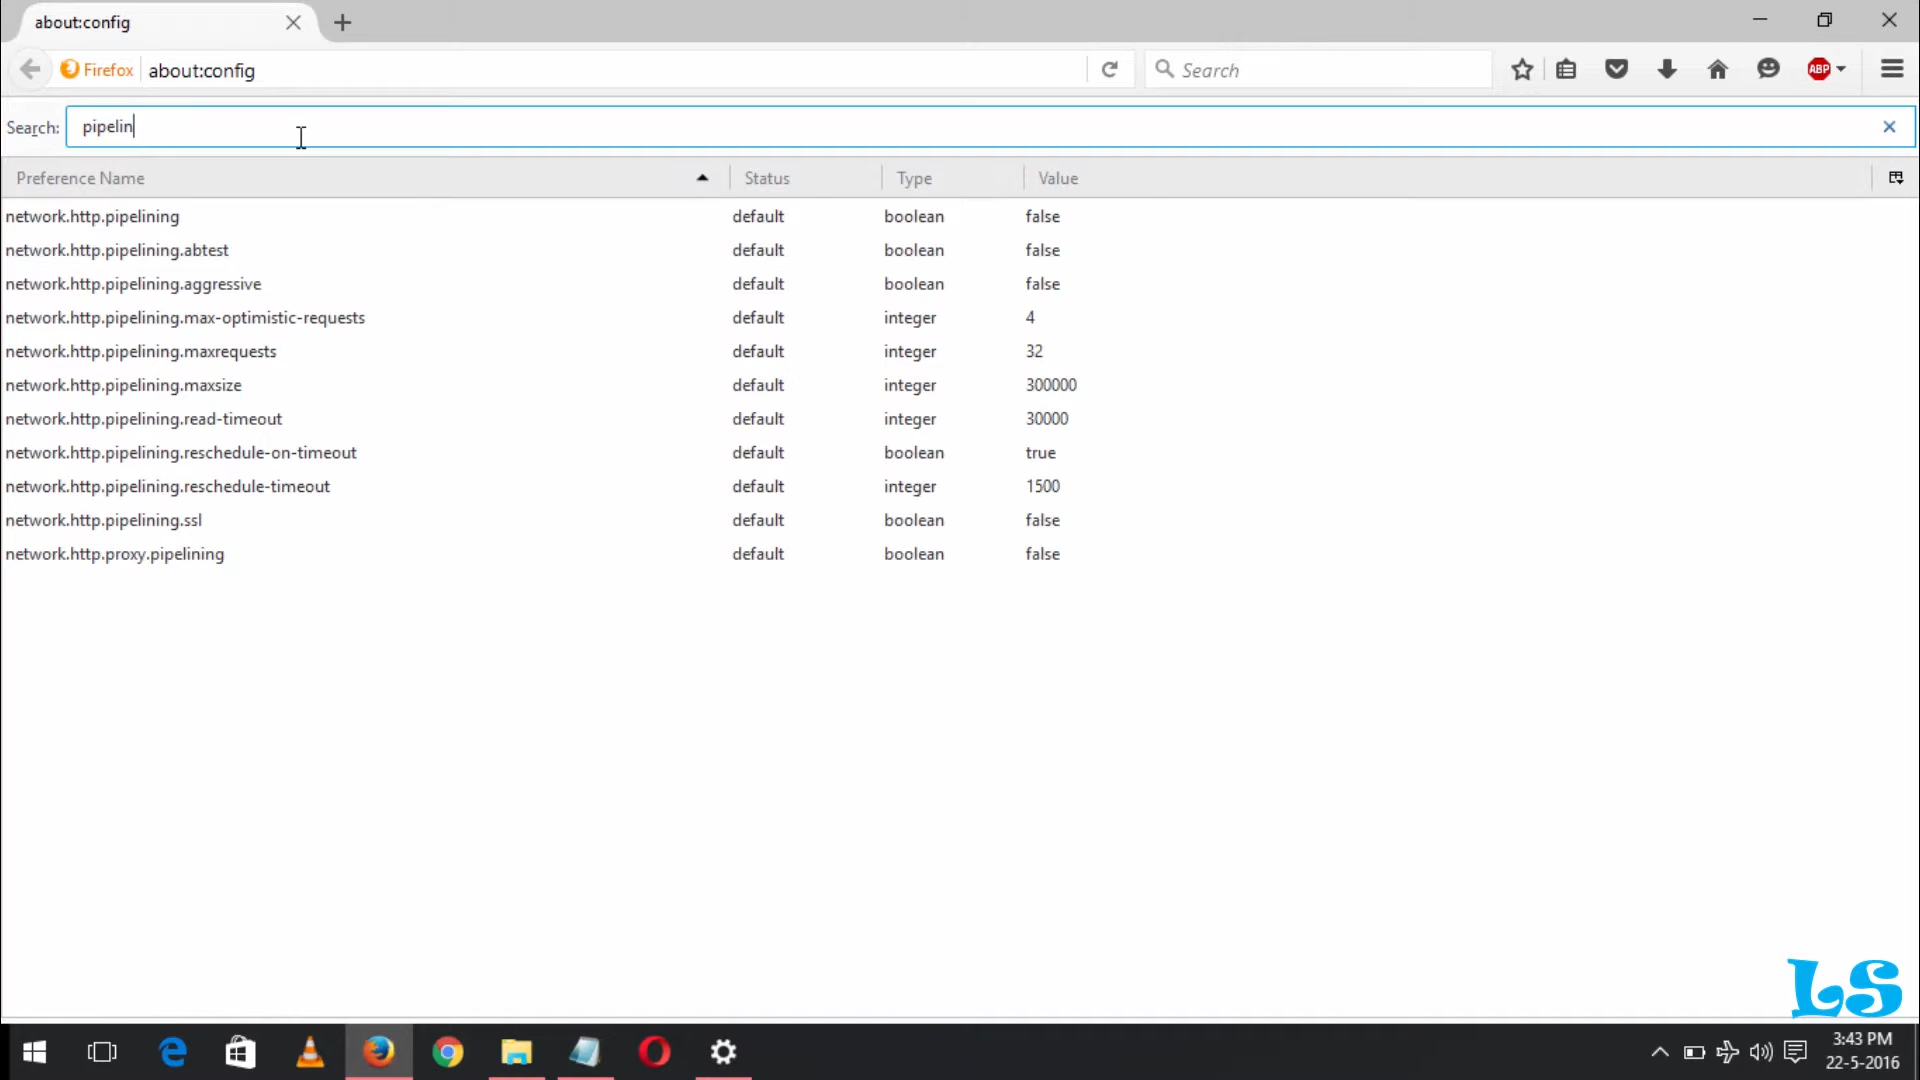 about:config
Firefox about:config Search ABP
Search: pipelin
Preference Name Status Type Value
network.http.pipelining default boolean false
network.http.pipelining.abtest default boolean false
network.http.pipelining.aggressive default boolean false
network.http.pipelining.max-optimistic-requests default integer 4
network.http.pipelining.maxrequests default integer 32
network.http.pipelining.maxsize default integer 300000
network.http.pipelining.read-timeout default integer 30000
network.http.pipelining.reschedule-on-timeout default boolean true
network.http.pipelining.reschedule-timeout default integer 1500
network.http.pipelining.ssl default boolean false
network.http.proxy.pipelining default boolean false
LS
3:43 PM
22-5-2016